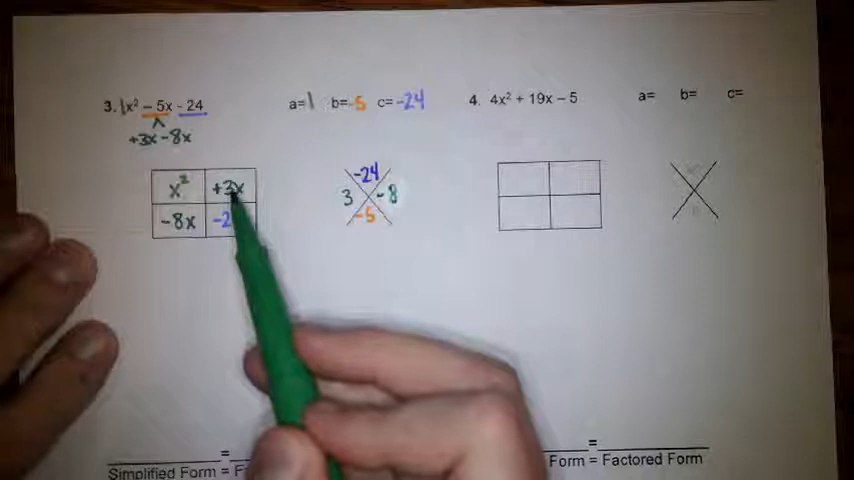 3. 1x² - 5x - 24
a=1 b=-5 c=-24
+3x -8x
x² +3x
-8x -2
-24
3 -8
-5
4. 4x² + 19x – 5
a= b= c=
=
Simplified Form =
=
Form = Factored Form